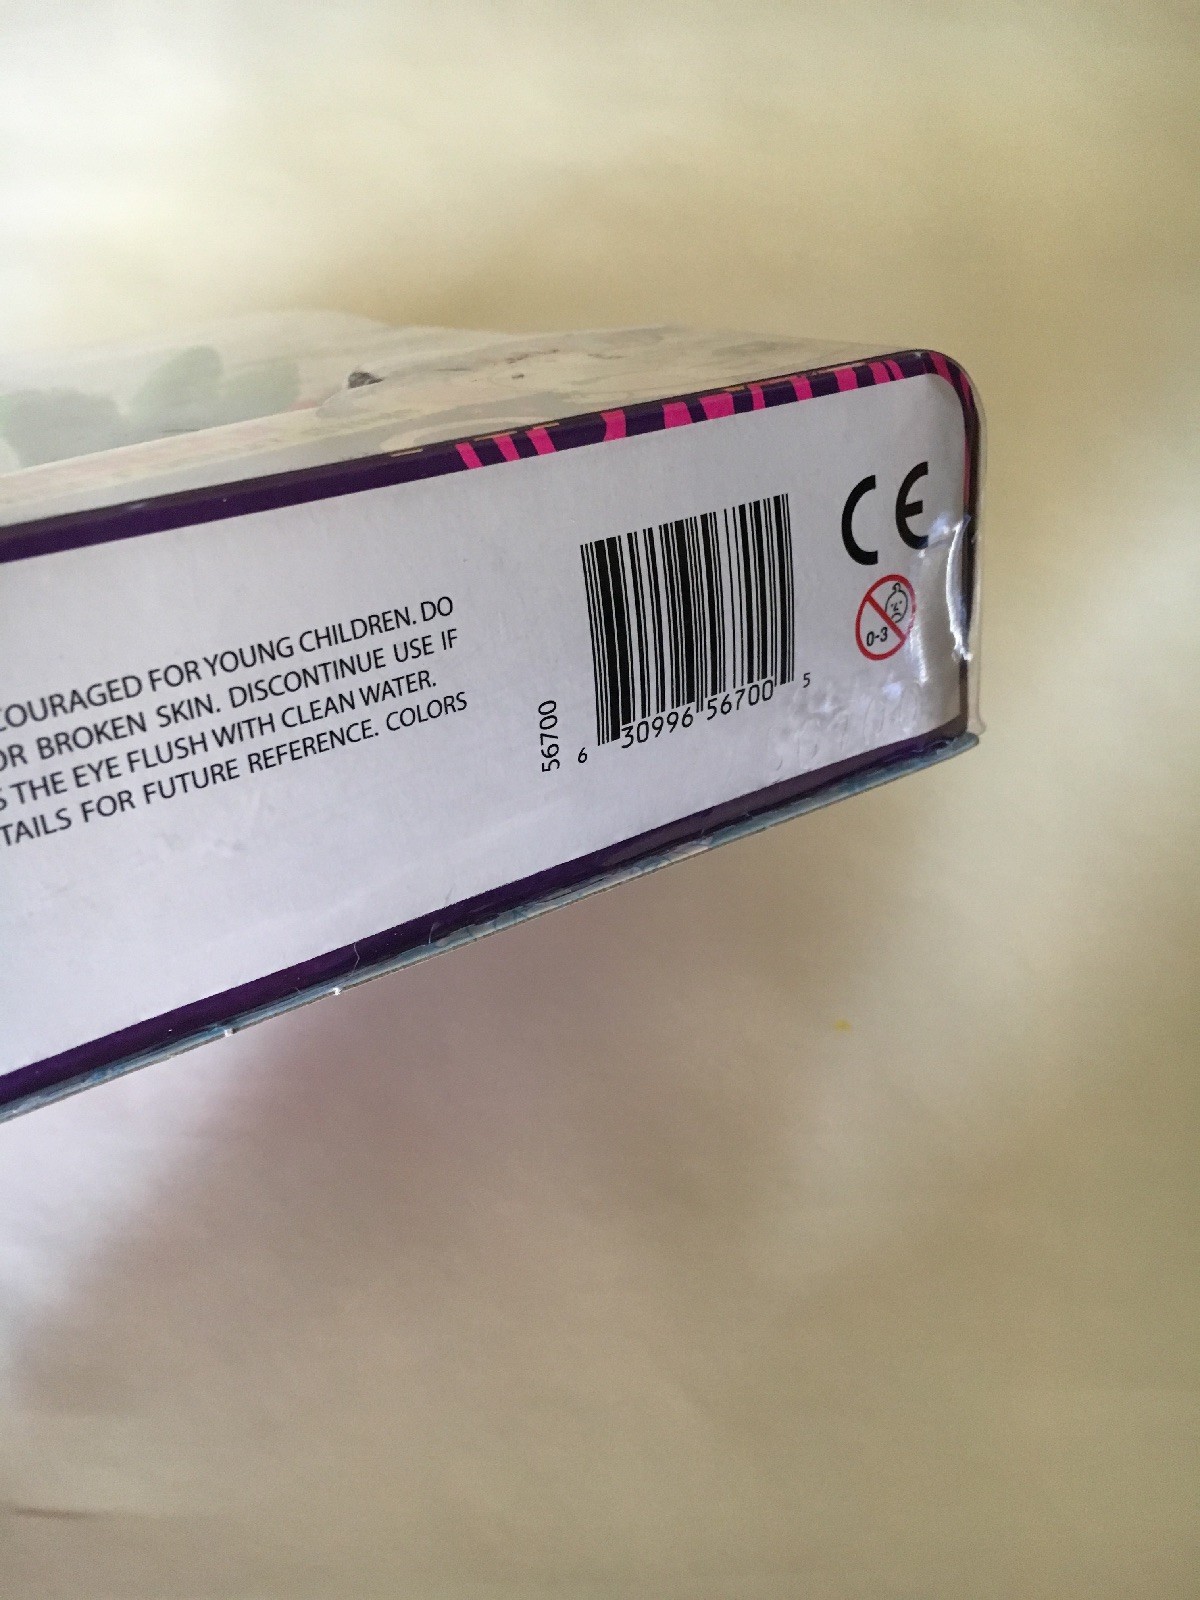 COURAGED FOR YOUNG CHILDREN. DO
OR BROKEN SKIN. DISCONTINUE USE IF
S THE EYE FLUSH WITH CLEAN WATER.
TAILS FOR FUTURE REFERENCE. COLORS
56700
6 30996 56700 5
CE
0-3